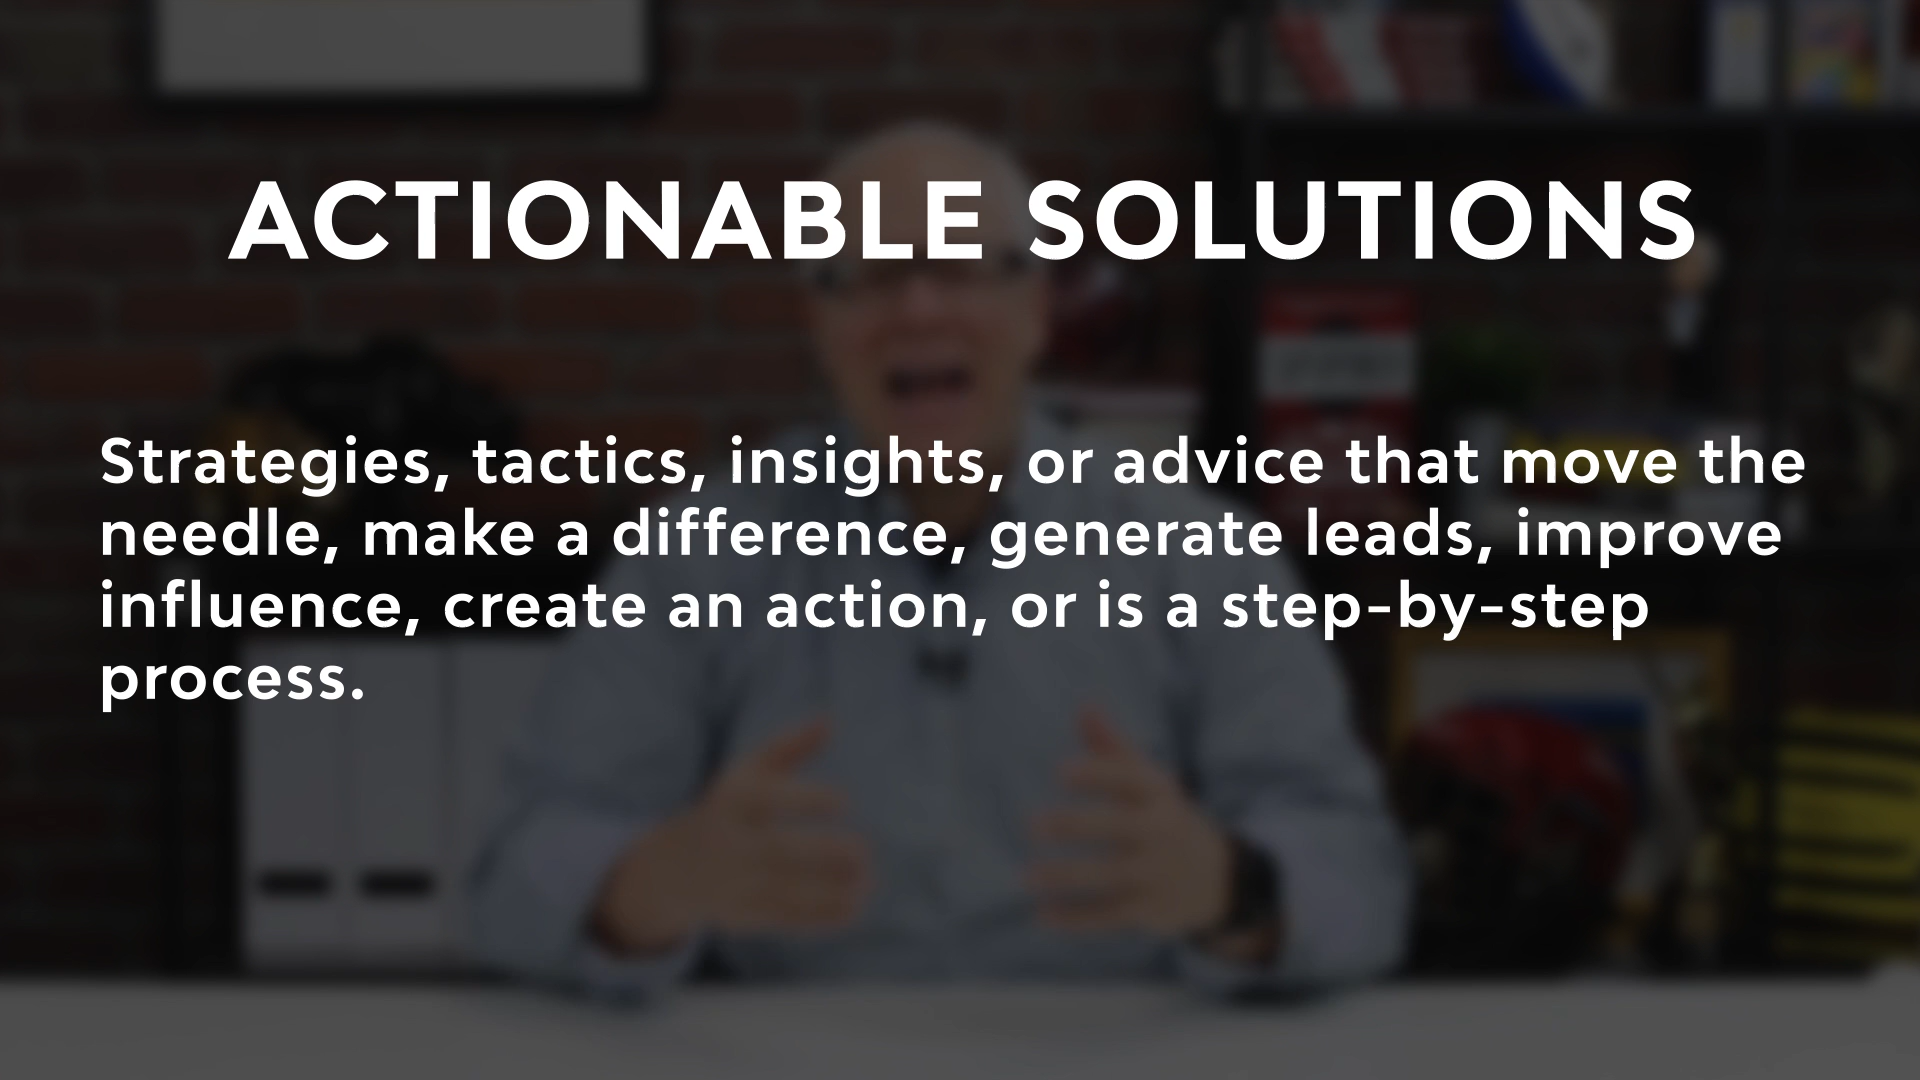 ACTIONABLE SOLUTIONS
Strategies, tactics, insights, or advice that move the
needle, make a difference, generate leads, improve
influence, create an action, or is a step-by-step
process.